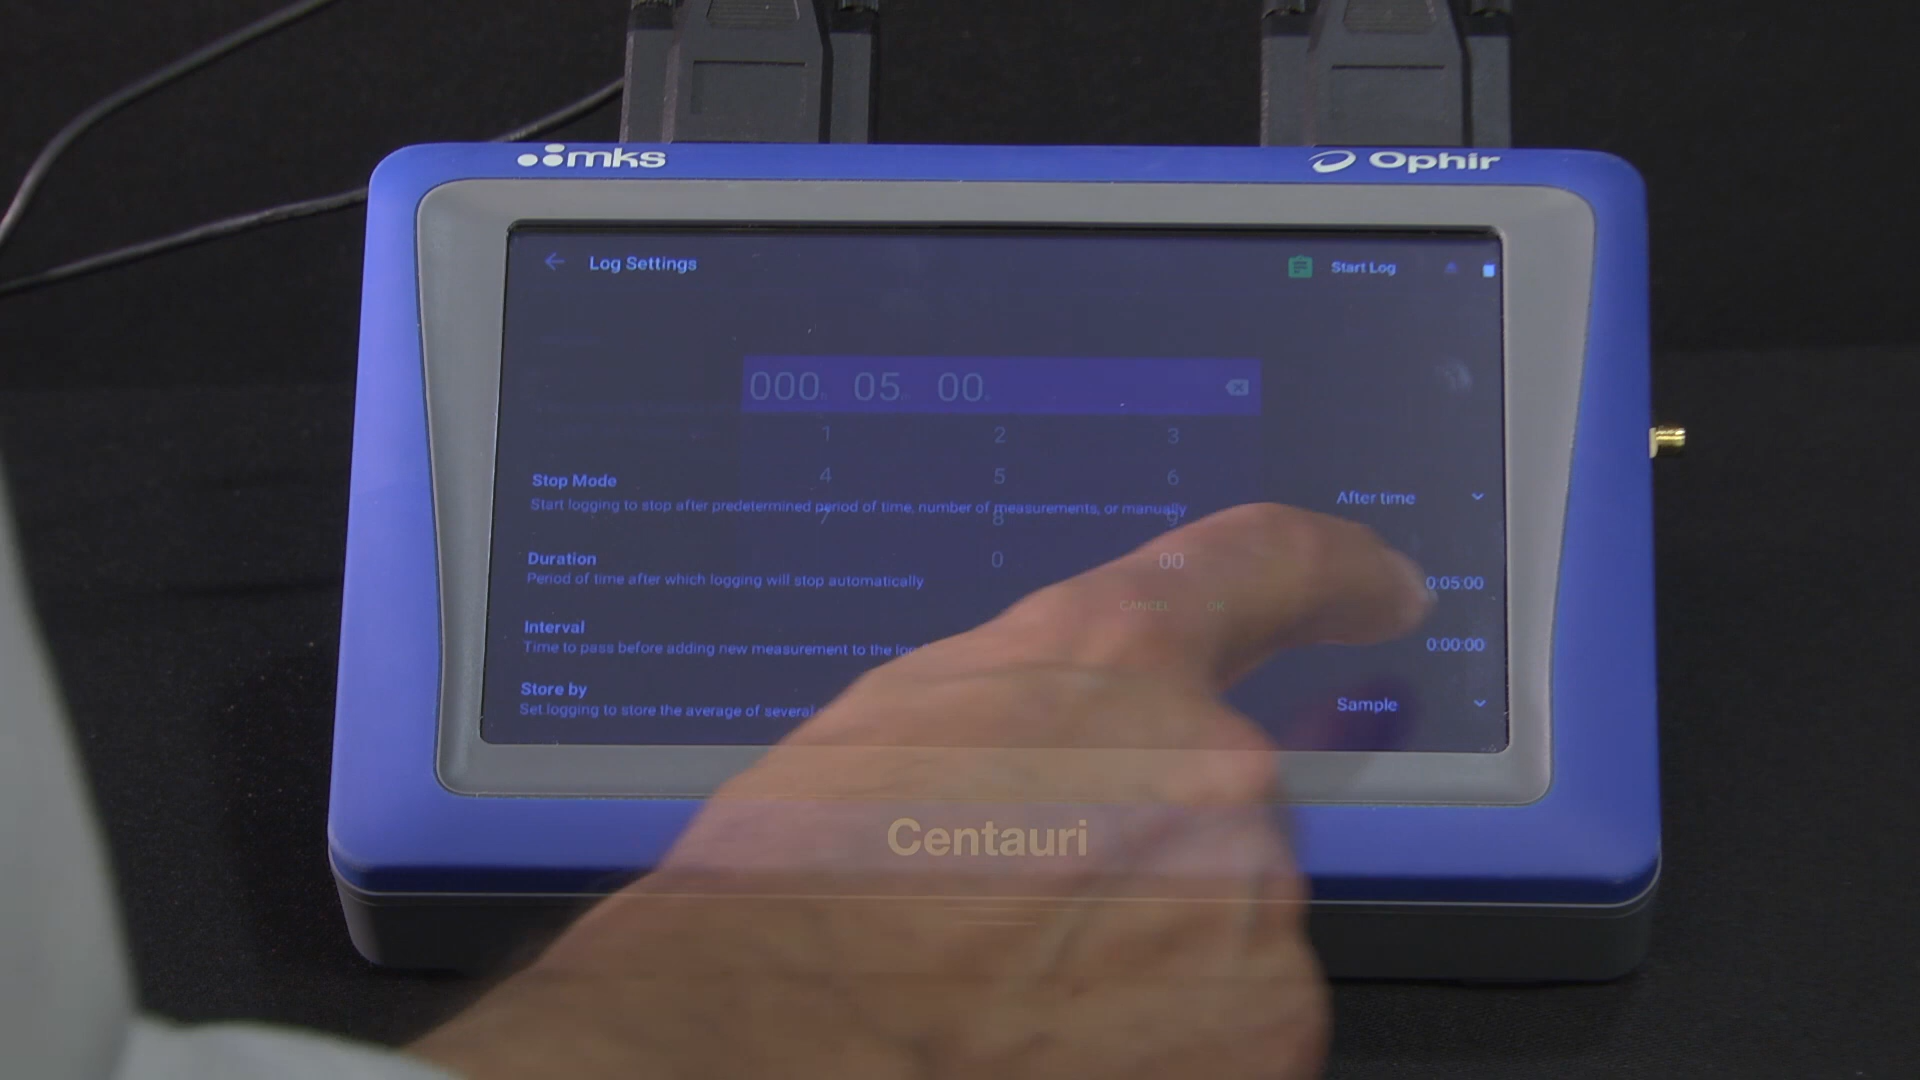 mks Ophir
Log Settings Start Log
000 05 00
1 2 3
4 5 6
Stop Mode After time
Start logging to stop after predetermined period of time, number of measurements, or manually
7 8 9
Duration 0 00
Period of time after which logging will stop automatically 0:05:00
CANCEL OK
Interval
Time to pass before adding new measurement to the 0:00:00
Store by Sample
Set logging to store the average of several
Centauri